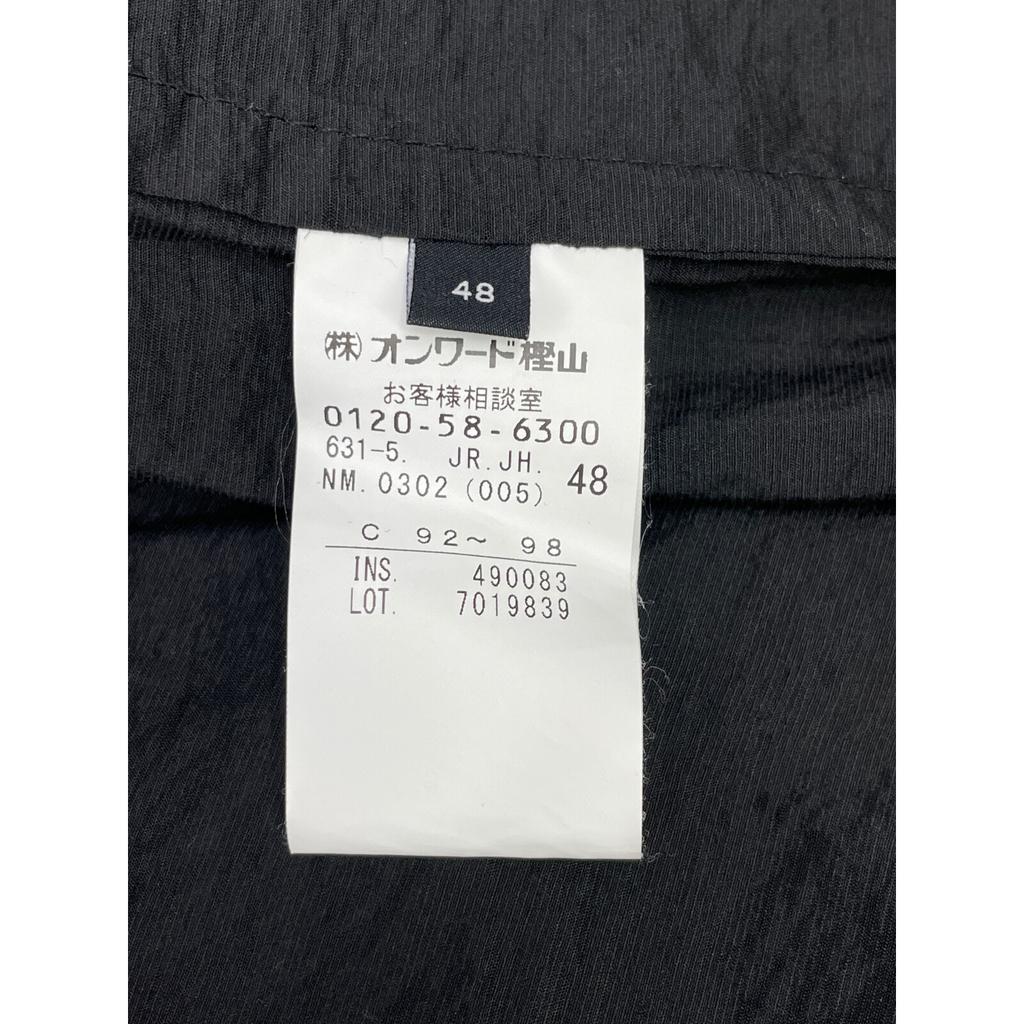 48
㈱オンワード樫山
お客様相談室
0120-58-6300
631-5. JR.JH. 48
NM. 0302 (005)
C 92～ 98
INS. 490083
LOT. 7019839